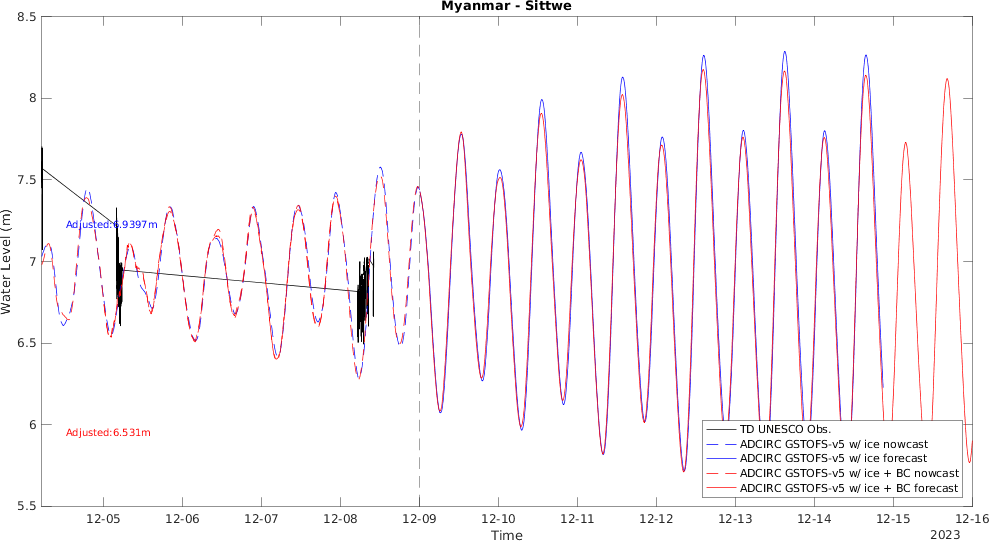 Myanmar - Sittwe
8.5
8
7.5
7
6.5
6
5.5
Water Level (m)
Adjusted:6.9397m
Adjusted:6.531m
TD UNESCO Obs.
ADCIRC GSTOFS-v5 w/ ice nowcast
ADCIRC GSTOFS-v5 w/ ice forecast
ADCIRC GSTOFS-v5 w/ ice + BC nowcast
ADCIRC GSTOFS-v5 w/ ice + BC forecast
12-05 12-06 12-07 12-08 12-09 12-10 12-11 12-12 12-13 12-14 12-15 12-16
Time
2023